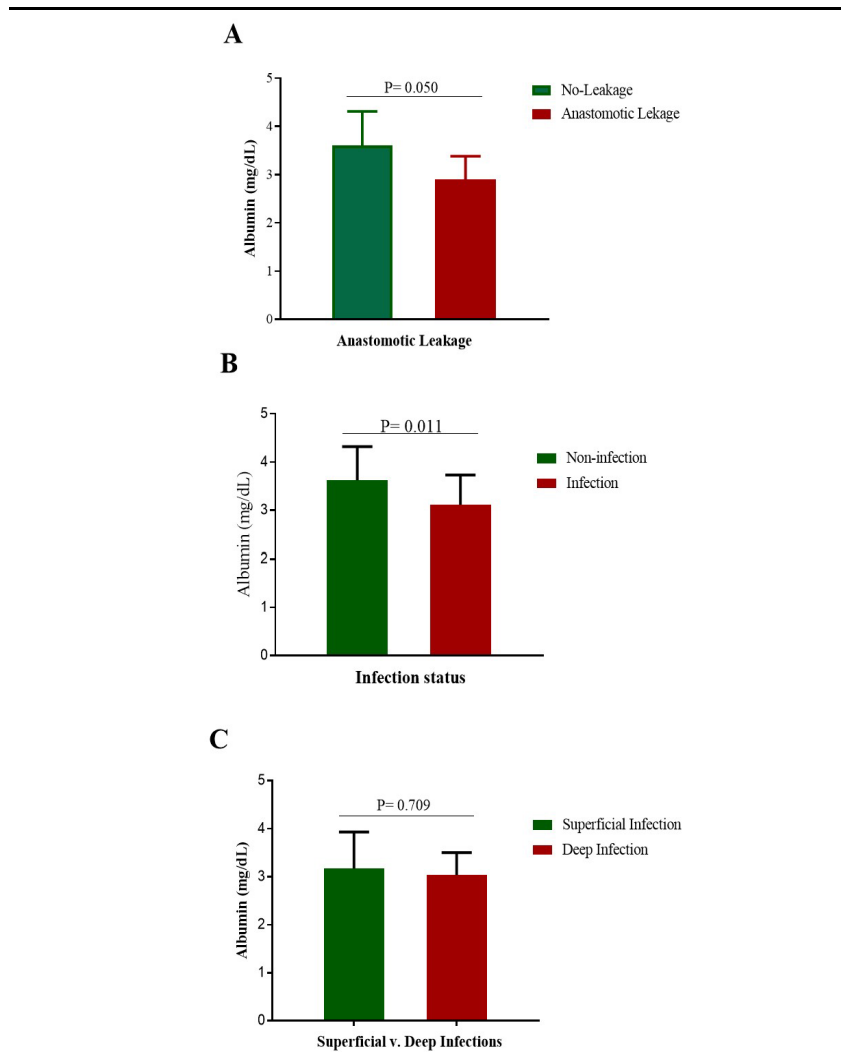 A
P= 0.050
No-Leakage
Anastomotic Lekage
5
4
3
2
1
0
Albumin (mg/dL)
Anastomotic Leakage
B
P= 0.011
Non-infection
Infection
5
4
3
2
1
0
Albumin (mg/dL)
Infection status
C
P= 0.709
Superficial Infection
Deep Infection
5
4
3
2
1
0
Albumin (mg/dL)
Superficial v. Deep Infections